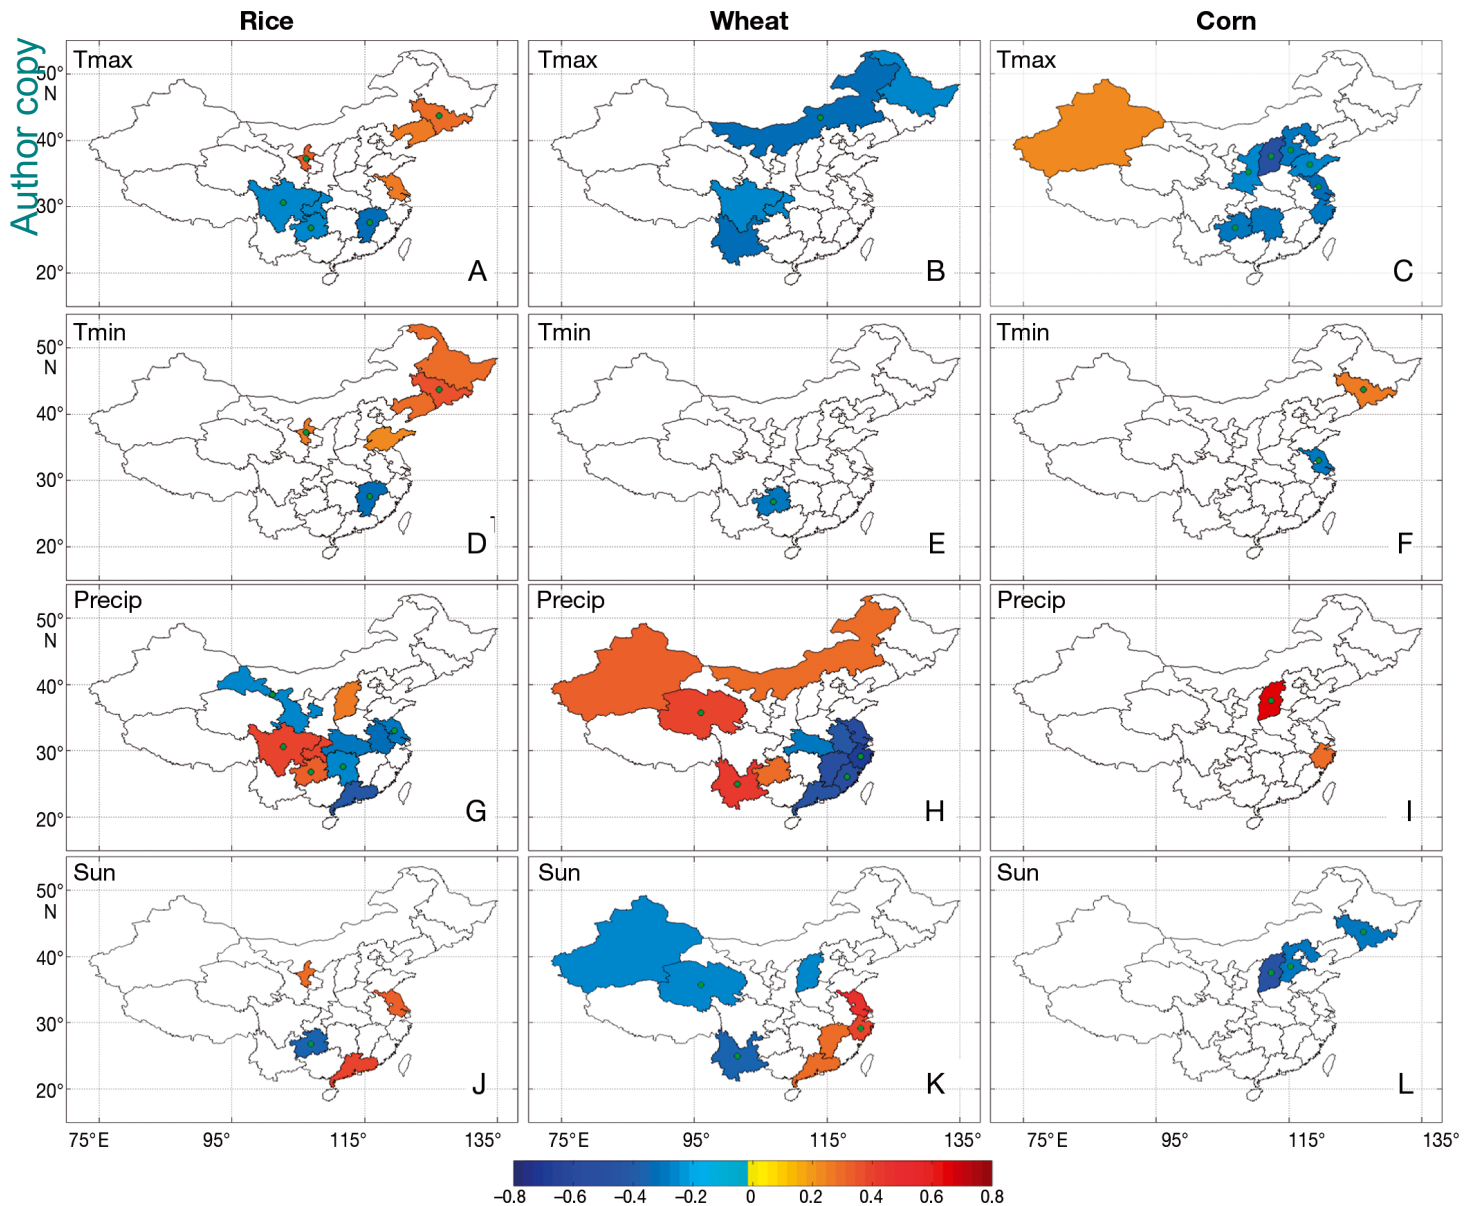 Rice Wheat Corn
Author copy
Tmax Tmax Tmax
50°
N
40°
30°
20°
A B C
Tmin Tmin Tmin
50°
N
40°
30°
20°
D E F
Precip Precip Precip
50°
N
40°
30°
20°
G H I
Sun Sun Sun
50°
N
40°
30°
20°
J K L
75°E 95° 115° 135° 75°E 95° 115° 135° 75°E 95° 115° 135°
−0.8 −0.6 −0.4 −0.2 0 0.2 0.4 0.6 0.8